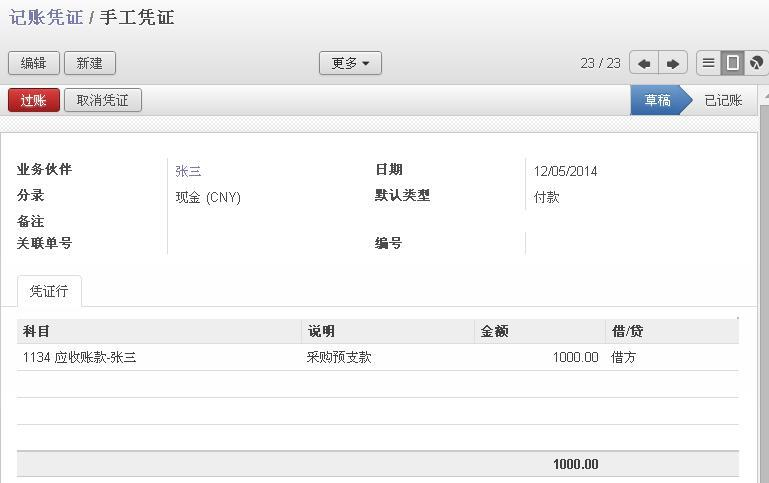 记账凭证 / 手工凭证
编辑 新建 更多 23 / 23
过账 取消凭证 草稿 已记账
业务伙伴 张三 日期 12/05/2014
分录 现金 (CNY) 默认类型 付款
备注
关联单号 编号
凭证行
科目 说明 金额 借/贷
1134 应收账款-张三 采购预支款 1000.00 借方
1000.00